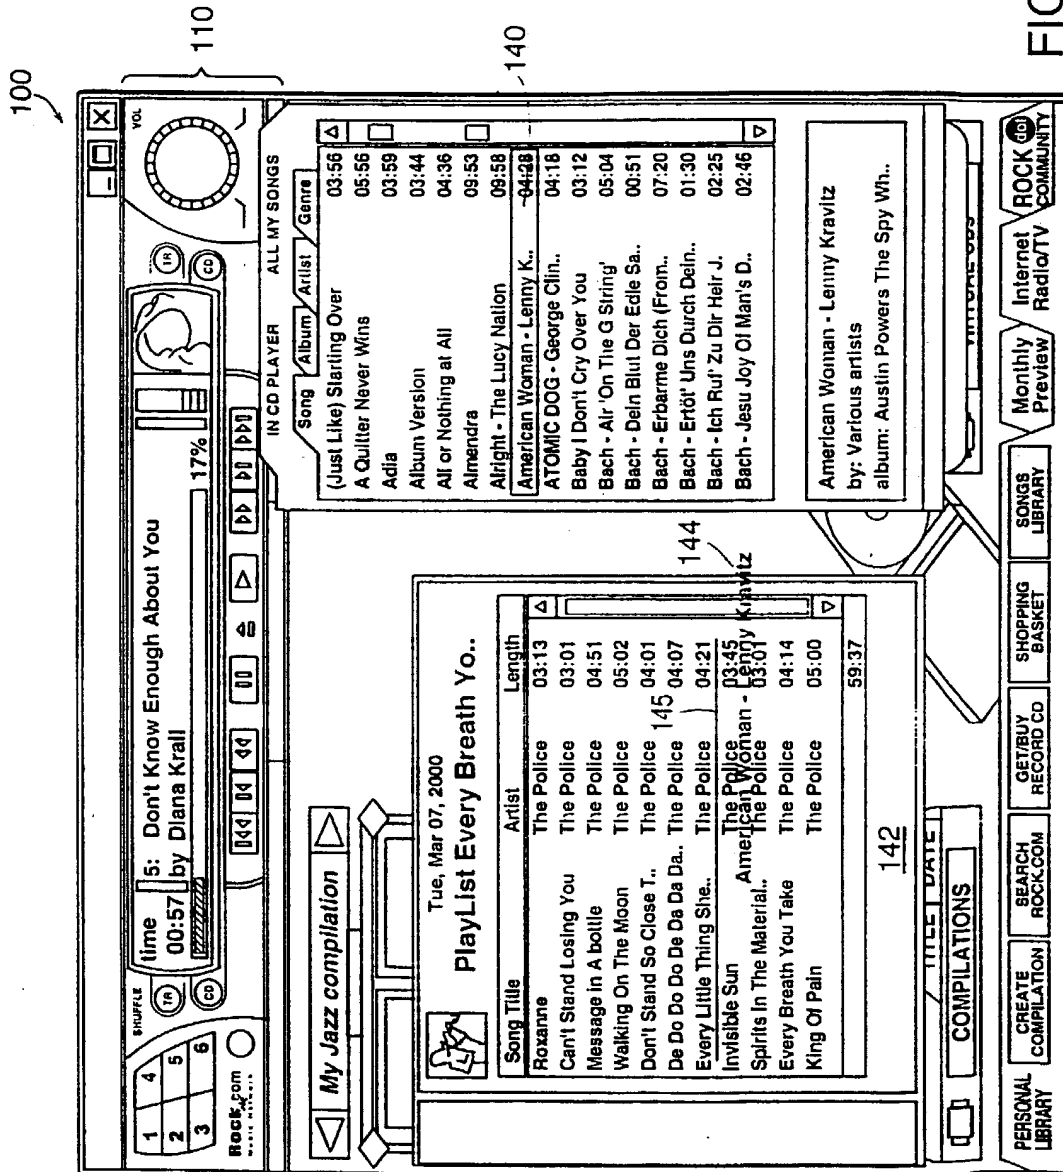 100
110
SHUFFLE
TR
CD
1 4
2 5
3 6
Rock.com
MUSIC NETWORK
time 5: Don't Know Enough About You
00:57 by Diana Krall
17%
TR
CD
VOL
IN CD PLAYER ALL MY SONGS
Song Album Artist Genre
(Just Like) Starting Over 03:56
A Quitter Never Wins 05:56
Adia 03:59
Album Version 03:44
All or Nothing at All 04:36
Almendra 09:53
Alright - The Lucy Nation 09:58
American Woman - Lenny K.. 04:28
ATOMIC DOG - George Clin.. 04:18
Baby I Don't Cry Over You 03:12
Bach - Air 'On The G String' 05:04
Bach - Dein Blut Der Edle Sa.. 00:51
Bach - Erbarme Dich (From.. 07:20
Bach - Ertöt' Uns Durch Dein.. 01:30
Bach - Ich Ruf' Zu Dir Heir J. 02:25
Bach - Jesu Joy Of Man's D.. 02:46
140
American Woman - Lenny Kravitz
by: Various artists
album: Austin Powers The Spy Wh..
My Jazz compilation
Tue, Mar 07, 2000
PlayList Every Breath Yo..
Song Title Artist Length
Roxanne The Police 03:13
Can't Stand Losing You The Police 03:01
Message in A bottle The Police 04:51
Walking On The Moon The Police 05:02
Don't Stand So Close T.. The Police 04:01
De Do Do Do De Da Da Da.. The Police 04:07
Every Little Thing She.. The Police 04:21
Invisible Sun The Police 03:45
American Woman - Lenny Kravitz
Spirits In The Material.. The Police 03:01
Every Breath You Take The Police 04:14
King Of Pain The Police 05:00
59:37
145
144
142
TITLE DATE
COMPILATIONS
VIRTUAL CDS
PERSONAL LIBRARY
CREATE COMPILATION
SEARCH ROCK.COM
GET/BUY RECORD CD
SHOPPING BASKET
SONGS LIBRARY
Monthly Preview
Internet Radio/TV
ROCK dot COMMUNITY
FIG